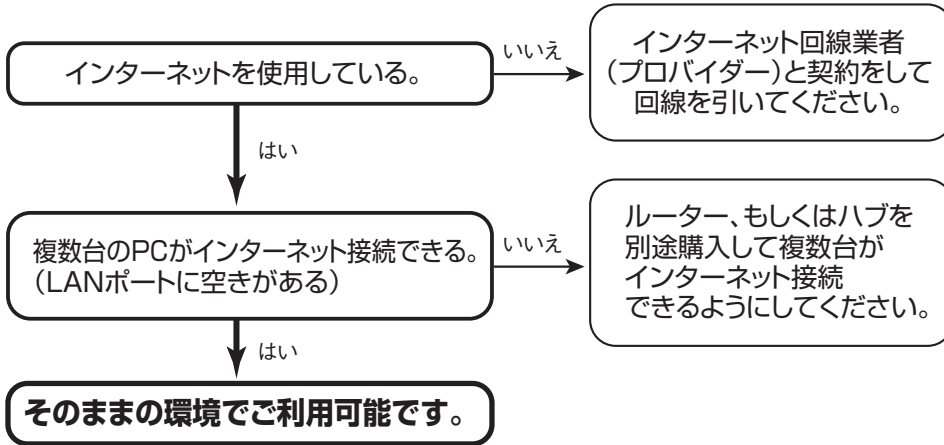 インターネットを使用している。
いいえ
インターネット回線業者
(プロバイダー)と契約をして
回線を引いてください。
はい
複数台のPCがインターネット接続できる。
(LANポートに空きがある)
いいえ
ルーター、もしくはハブを
別途購入して複数台が
インターネット接続
できるようにしてください。
はい
そのままの環境でご利用可能です。